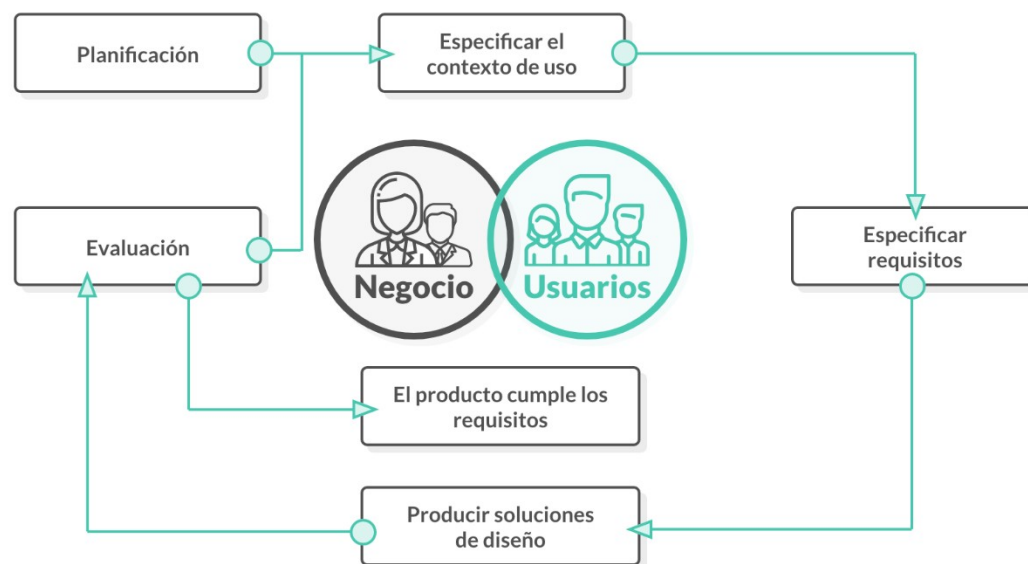 Planificación
Especificar el
contexto de uso
Evaluación
Negocio
Usuarios
Especificar
requisitos
El producto cumple los
requisitos
Producir soluciones
de diseño